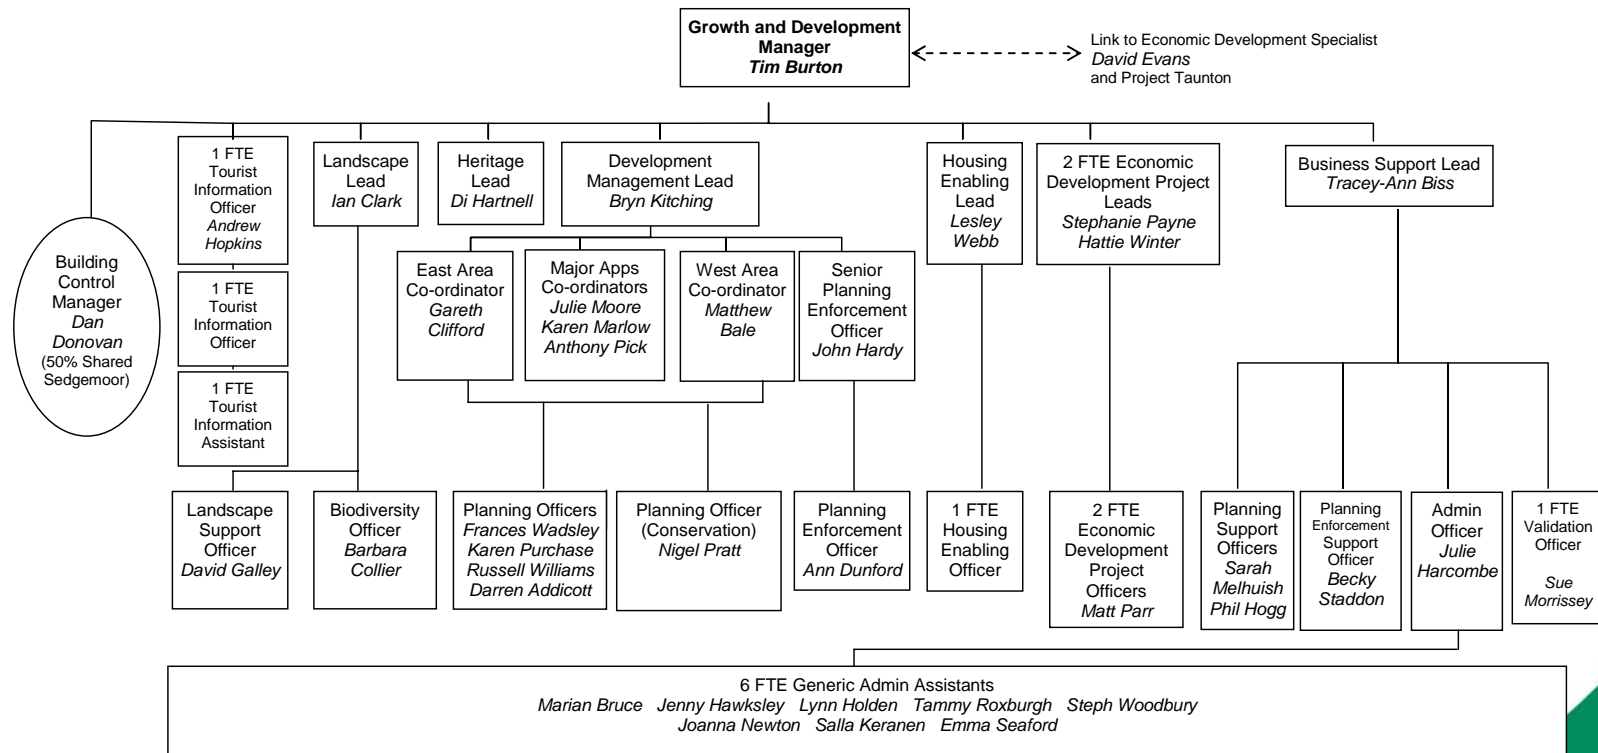 Growth and Development
Manager
Tim Burton
Link to Economic Development Specialist
David Evans
and Project Taunton
Building
Control
Manager
Dan
Donovan
(50% Shared
Sedgemoor)
1 FTE
Tourist
Information
Officer
Andrew
Hopkins
1 FTE
Tourist
Information
Officer
1 FTE
Tourist
Information
Assistant
Landscape
Lead
Ian Clark
Heritage
Lead
Di Hartnell
Development
Management Lead
Bryn Kitching
Housing
Enabling
Lead
Lesley
Webb
2 FTE Economic
Development Project
Leads
Stephanie Payne
Hattie Winter
Business Support Lead
Tracey-Ann Biss
East Area
Co-ordinator
Gareth
Clifford
Major Apps
Co-ordinators
Julie Moore
Karen Marlow
Anthony Pick
West Area
Co-ordinator
Matthew
Bale
Senior
Planning
Enforcement
Officer
John Hardy
Landscape
Support
Officer
David Galley
Biodiversity
Officer
Barbara
Collier
Planning Officers
Frances Wadsley
Karen Purchase
Russell Williams
Darren Addicott
Planning Officer
(Conservation)
Nigel Pratt
Planning
Enforcement
Officer
Ann Dunford
1 FTE
Housing
Enabling
Officer
2 FTE
Economic
Development
Project
Officers
Matt Parr
Planning
Support
Officers
Sarah
Melhuish
Phil Hogg
Planning
Enforcement
Support
Officer
Becky
Staddon
Admin
Officer
Julie
Harcombe
1 FTE
Validation
Officer
Sue
Morrissey
6 FTE Generic Admin Assistants
Marian Bruce Jenny Hawksley Lynn Holden Tammy Roxburgh Steph Woodbury
Joanna Newton Salla Keranen Emma Seaford